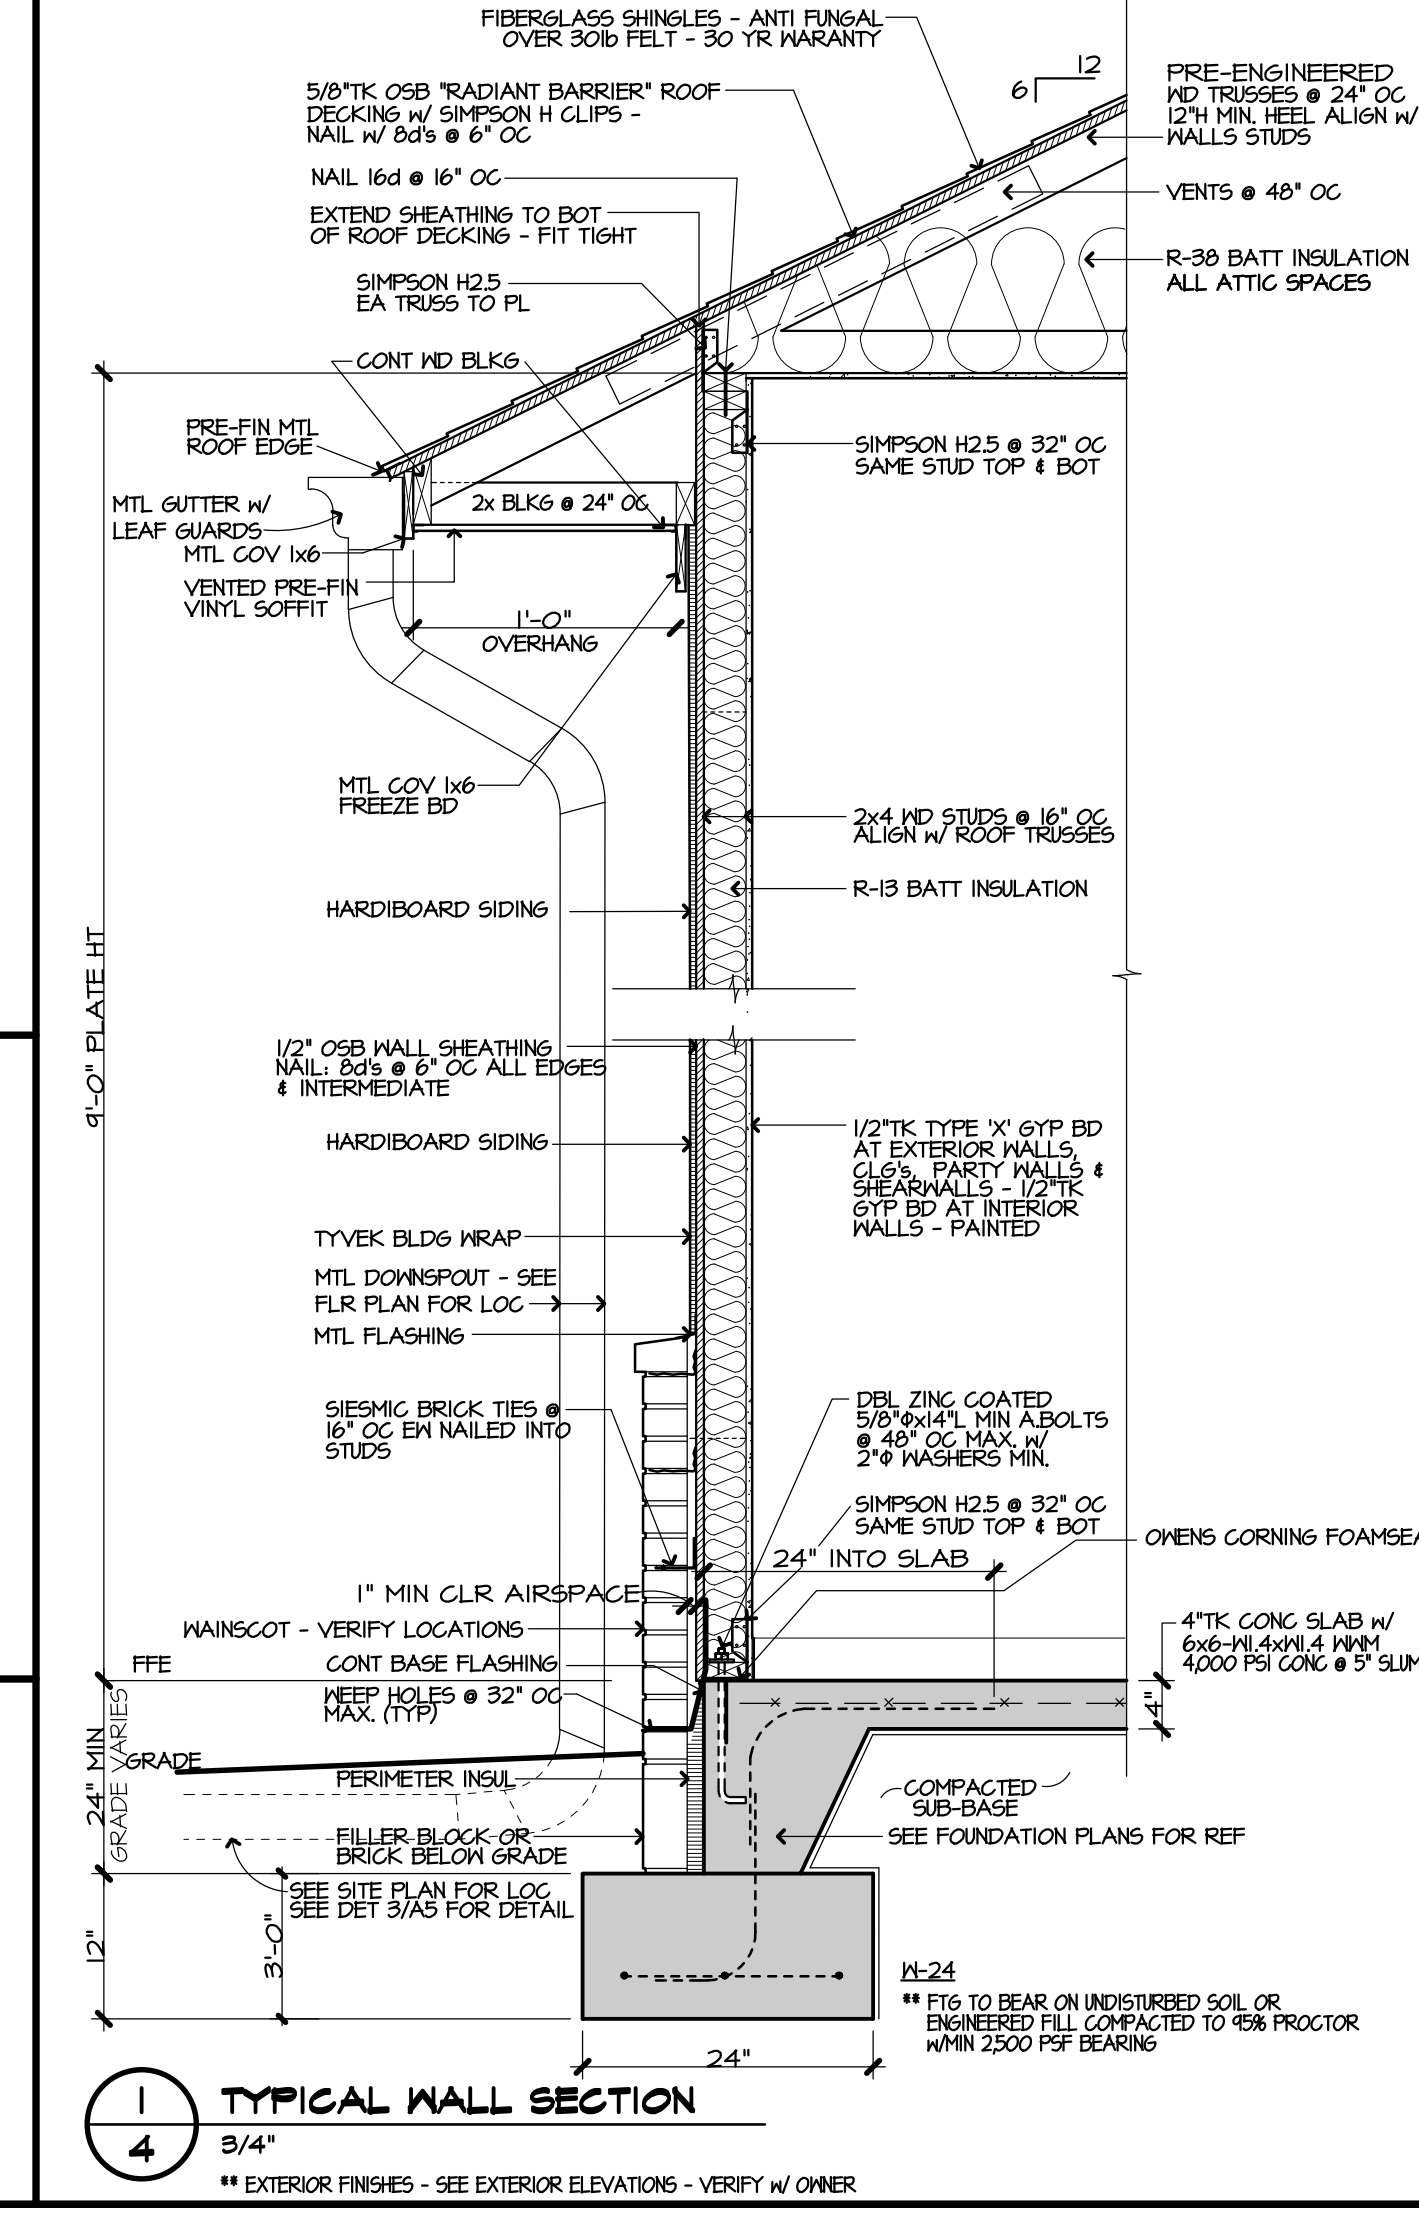 FIBERGLASS SHINGLES - ANTI FUNGAL
OVER 30lb FELT - 30 YR WARANTY
12
6
5/8"TK OSB "RADIANT BARRIER" ROOF
DECKING w/ SIMPSON H CLIPS -
NAIL w/ 8d's @ 6" OC
PRE-ENGINEERED
WD TRUSSES @ 24" OC
12"H MIN. HEEL ALIGN w/
WALLS STUDS
NAIL 16d @ 16" OC
VENTS @ 48" OC
EXTEND SHEATHING TO BOT
OF ROOF DECKING - FIT TIGHT
R-38 BATT INSULATION
ALL ATTIC SPACES
SIMPSON H2.5
EA TRUSS TO PL
CONT WD BLKG
PRE-FIN MTL
ROOF EDGE
SIMPSON H2.5 @ 32" OC
SAME STUD TOP & BOT
MTL GUTTER w/
LEAF GUARDS
2x BLKG @ 24" OC
MTL COV 1x6
VENTED PRE-FIN
VINYL SOFFIT
1'-0"
OVERHANG
MTL COV 1x6
FREEZE BD
2x4 WD STUDS @ 16" OC
ALIGN w/ ROOF TRUSSES
R-13 BATT INSULATION
HARDIBOARD SIDING
9'-0" PLATE HT
1/2" OSB WALL SHEATHING
NAIL: 8d's @ 6" OC ALL EDGES
& INTERMEDIATE
HARDIBOARD SIDING
1/2"TK TYPE 'X' GYP BD
AT EXTERIOR WALLS,
CLG's, PARTY WALLS &
SHEARWALLS - 1/2"TK
GYP BD AT INTERIOR
WALLS - PAINTED
TYVEK BLDG WRAP
MTL DOWNSPOUT - SEE
FLR PLAN FOR LOC
MTL FLASHING
SIESMIC BRICK TIES @
16" OC EW NAILED INTO
STUDS
DBL ZINC COATED
5/8"Φx14"L MIN A.BOLTS
@ 48" OC MAX. w/
2"Φ WASHERS MIN.
SIMPSON H2.5 @ 32" OC
SAME STUD TOP & BOT
OWENS CORNING
24" INTO SLAB
1" MIN CLR AIRSPACE
WAINSCOT - VERIFY LOCATIONS
4"TK CONC SLAB w/
6x6-W1.4xW1.4 WWM
4,000 PSI CONC @ 5"
FFE
CONT BASE FLASHING
WEEP HOLES @ 32" OC
MAX. (TYP)
4"
24" MIN
GRADE VARIES
GRADE
PERIMETER INSUL
COMPACTED
SUB-BASE
FILLER BLOCK OR
BRICK BELOW GRADE
SEE FOUNDATION PLANS FOR REF
SEE SITE PLAN FOR LOC
SEE DET 3/A5 FOR DETAIL
12"
3'-0"
W-24
** FTG TO BEAR ON UNDISTURBED SOIL OR
ENGINEERED FILL COMPACTED TO 95% PROCTOR
w/MIN 2,500 PSF BEARING
24"
1
4
TYPICAL WALL SECTION
3/4"
** EXTERIOR FINISHES - SEE EXTERIOR ELEVATIONS - VERIFY w/ OWNER